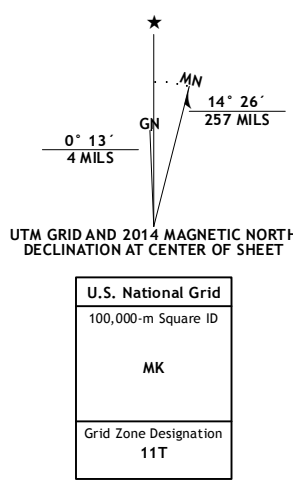 MN
GN
14° 26´
257 MILS
0° 13´
4 MILS
UTM GRID AND 2014 MAGNETIC NORTH
DECLINATION AT CENTER OF SHEET
U.S. National Grid
100,000-m Square ID
MK
Grid Zone Designation
11T